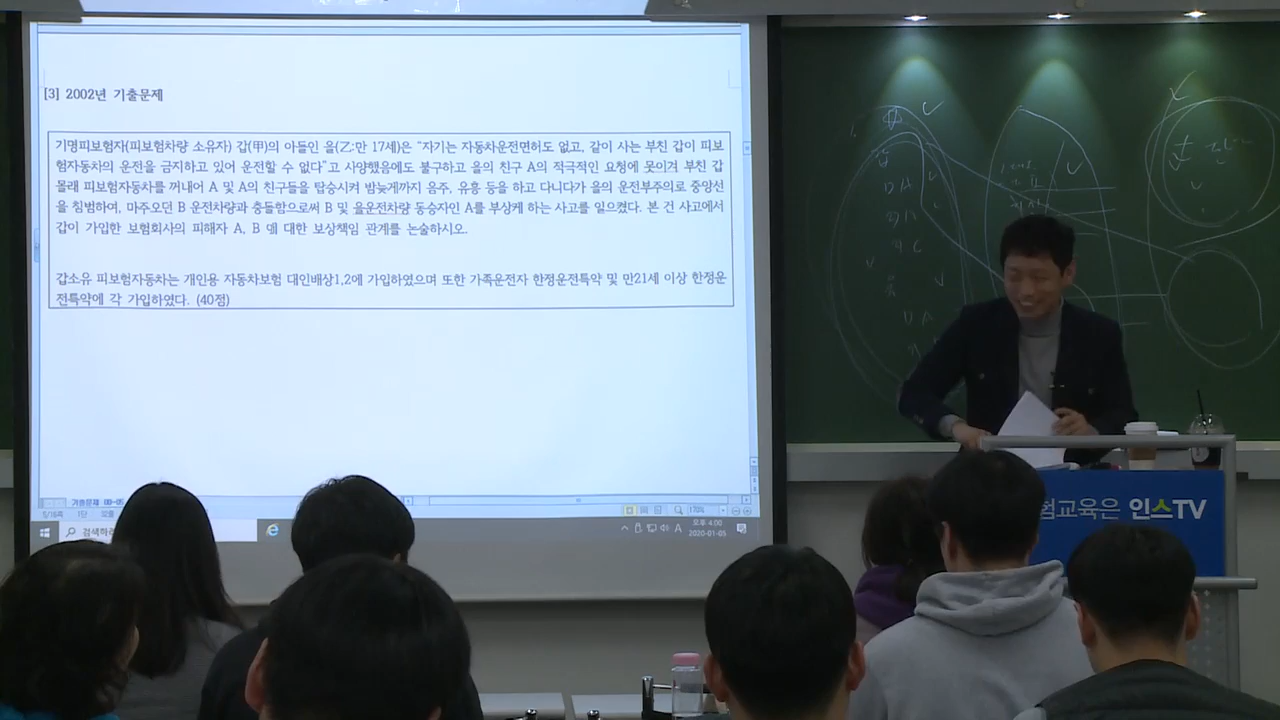 [3] 2002년 기출문제
기명피보험자(피보험차량 소유자) 갑(甲)의 아들인 을(乙:만 17세)은 "자기는 자동차운전면허도 없고, 같이 사는 부친 갑이 피보
험자동차의 운전을 금지하고 있어 운전할 수 없다"고 사양했음에도 불구하고 을의 친구 A의 적극적인 요청에 못이겨 부친 갑
몰래 피보험자동차를 꺼내어 A 및 A의 친구들을 탑승시켜 밤늦게까지 음주, 유흥 등을 하고 다니다가 을의 운전부주의로 중앙선
을 침범하여, 마주오던 B 운전차량과 충돌함으로써 B 및 을운전차량 동승자인 A를 부상케 하는 사고를 일으켰다. 본 건 사고에서
갑이 가입한 보험회사의 피해자 A, B 에 대한 보상책임 관계를 논술하시오.
갑소유 피보험자동차는 개인용 자동차보험 대인배상1,2에 가입하였으며 또한 가족운전자 한정운전특약 및 만21세 이상 한정운
전특약에 각 가입하였다. (40점)
170%
검색하
A 오후 4:00
2020-01-05
험교육은 인스TV